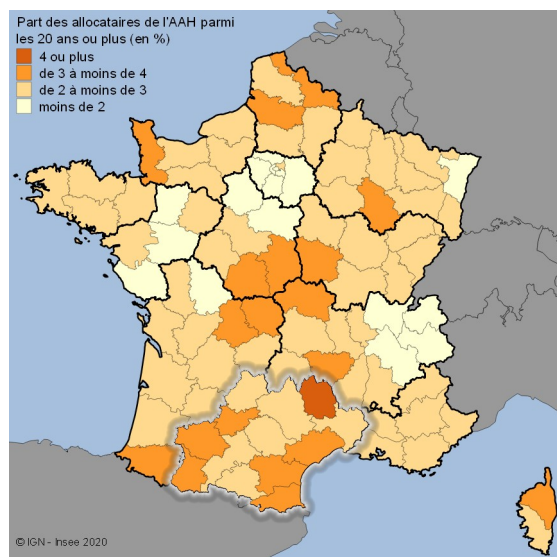 Part des allocataires de l'AAH parmi
les 20 ans ou plus (en %)
4 ou plus
de 3 à moins de 4
de 2 à moins de 3
moins de 2
© IGN - Insee 2020